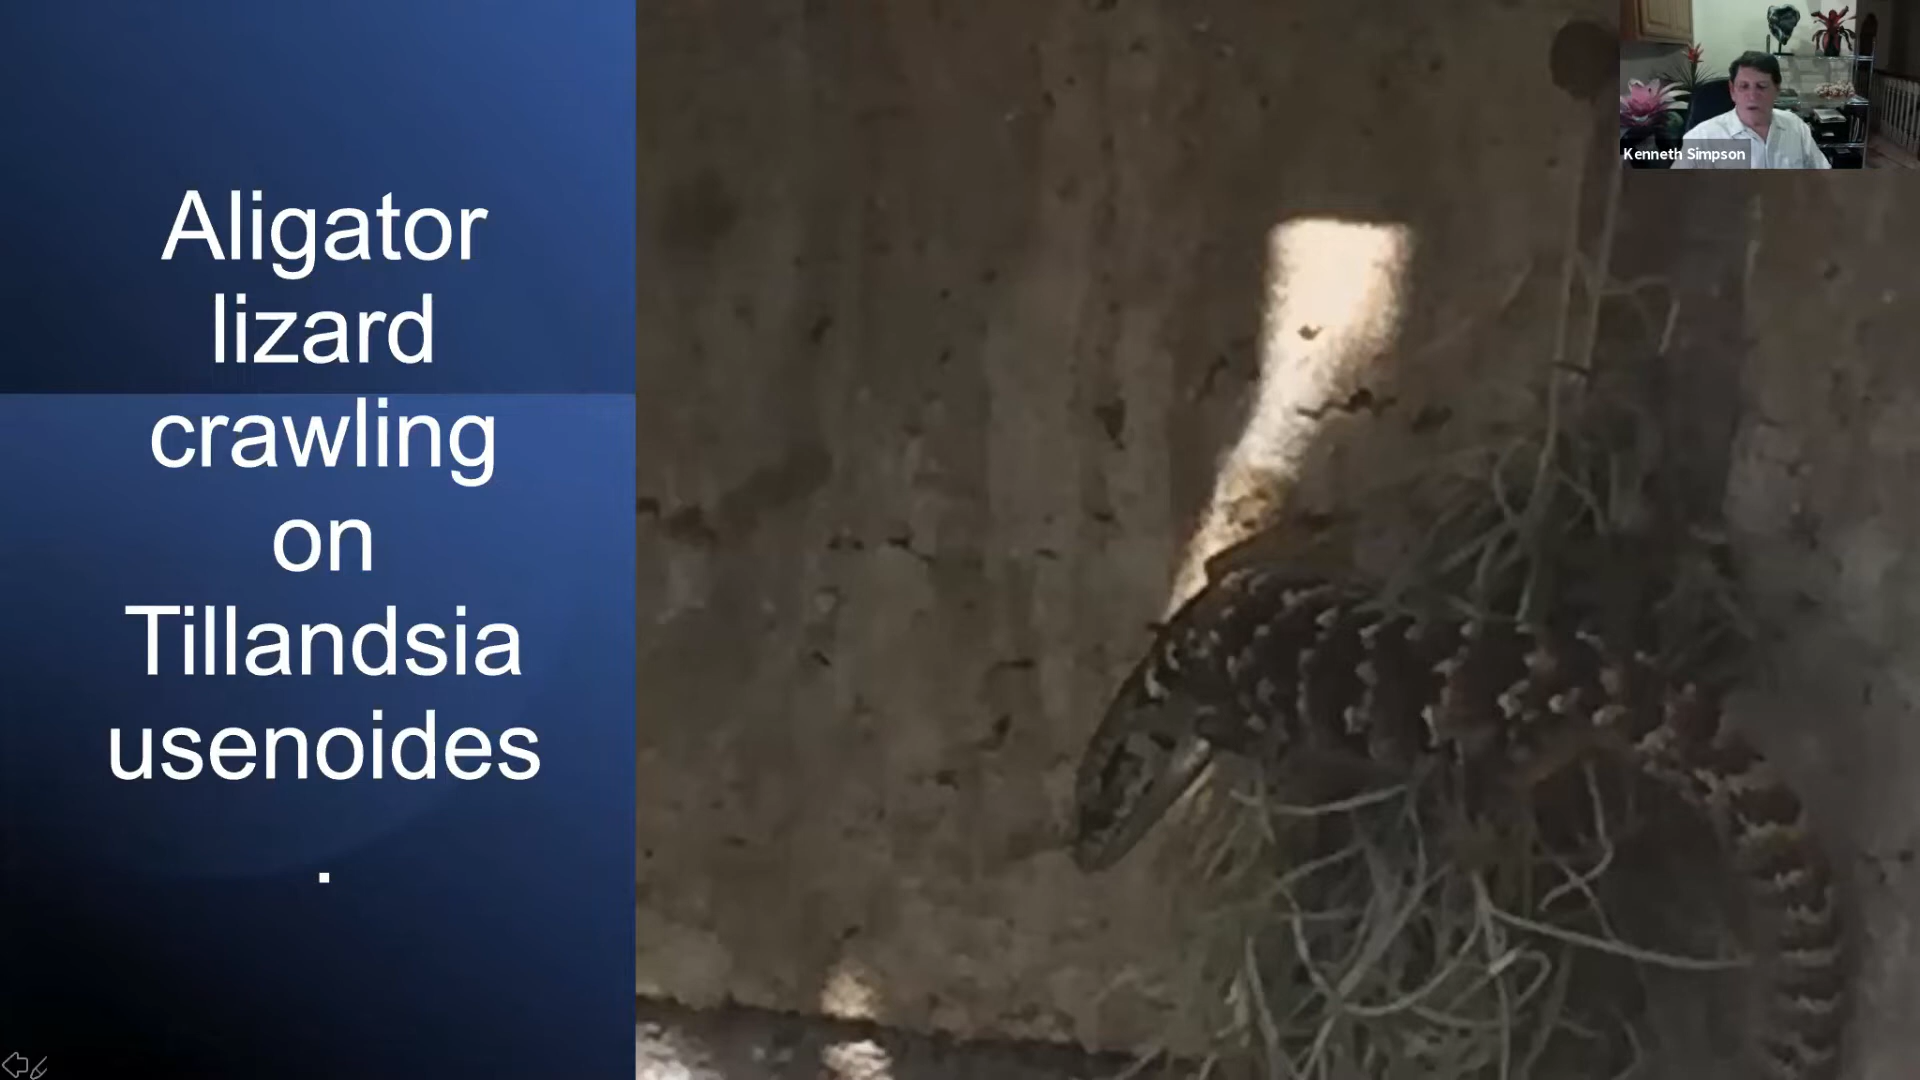 Aligator
lizard
crawling
on
Tillandsia
usenoides
.
Kenneth Simpson